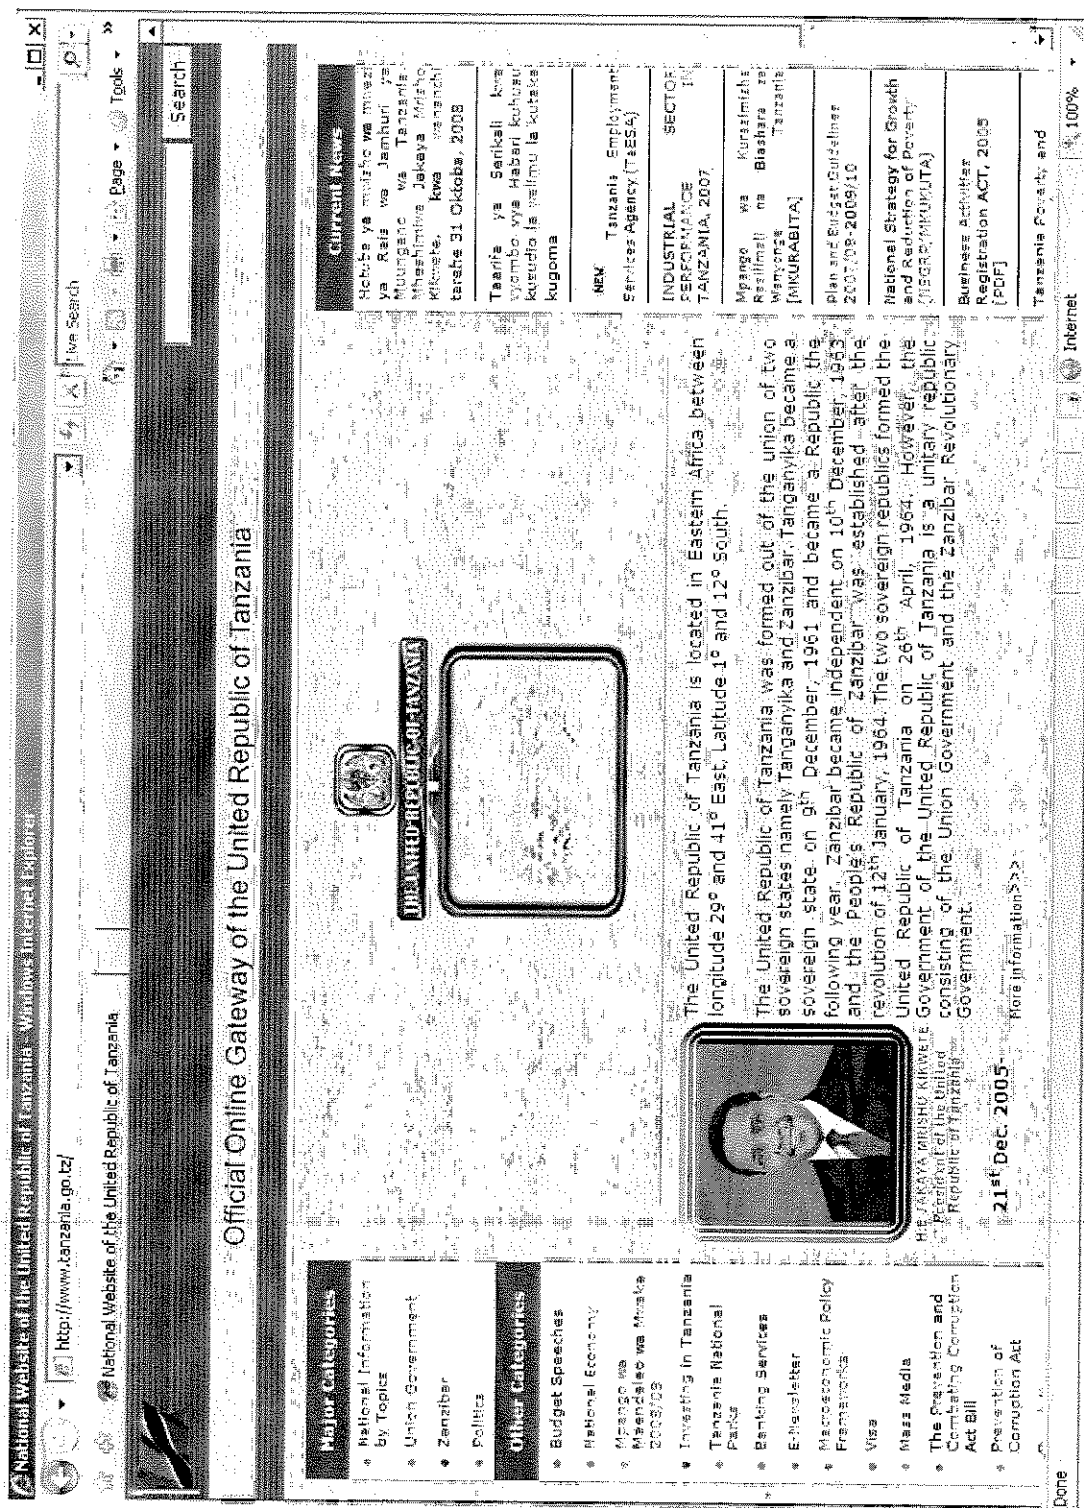 National Website of the United Republic of Tanzania - Windows Internet Explorer
http://www.tanzania.go.tz/
Live Search
National Website of the United Republic of Tanzania
Page
Tools
Search
Official Online Gateway of the United Republic of Tanzania
Major Categories
National Information
by Topics
Union Government
Zanzibar
Politics
Other Categories
Budget Speeches
National Economy
Mpango wa
Maendeleo wa Mwaka
2008/09
Investing in Tanzania
Tanzania National
Parks
Banking Services
E-Newsletter
Macroeconomic Policy
Frameworks
Visa
Mass Media
The Prevention and
Combating Corruption
Act Bill
Prevention of
Corruption Act
THE UNITED REPUBLIC OF TANZANIA
H.E JAKAYA MRISHO KIKWETE
President of the United
Republic of Tanzania
21st Dec. 2005-
The United Republic of Tanzania is located in Eastern Africa between
longitude 29° and 41° East, Latitude 1° and 12° South.
The United Republic of Tanzania was formed out of the union of two
sovereign states namely Tanganyika and Zanzibar. Tanganyika became a
sovereign state on 9th December, 1961 and became a Republic the
following year. Zanzibar became independent on 10th December, 1963
and the People's Republic of Zanzibar was established after the
revolution of 12th January, 1964. The two sovereign republics formed the
United Republic of Tanzania on 26th April, 1964. However, the
Government of the United Republic of Tanzania is a unitary republic
consisting of the Union Government and the Zanzibar Revolutionary
Government.
More information>>>
Current News
Hotuba ya mwisho wa mwezi
ya Rais wa Jamhuri ya
Muungano wa Tanzania
Mheshimiwa Jakaya Mrisho
Kikwete, kwa wananchi
tarehe 31 Oktoba, 2008
Taarifa ya Serikali kwa
vyombo vya Habari kuhusu
kusudio la walimu la kutaka
kugoma
NEW Tanzania Employment
Services Agency (TaESA)
INDUSTRIAL SECTOR
PERFORMANCE IN
TANZANIA, 2007
Mpango wa Kurasimisha
Rasilimali na Biashara za
Wanyonge Tanzania
[MKURABITA]
Plan and Budget Guidelines
2007/08-2009/10
National Strategy for Growth
and Reduction of Poverty
(NSGRP/MKUKUTA)
Business Activities
Registration ACT, 2005
[PDF]
Tanzania Poverty and
Done
Internet
100%